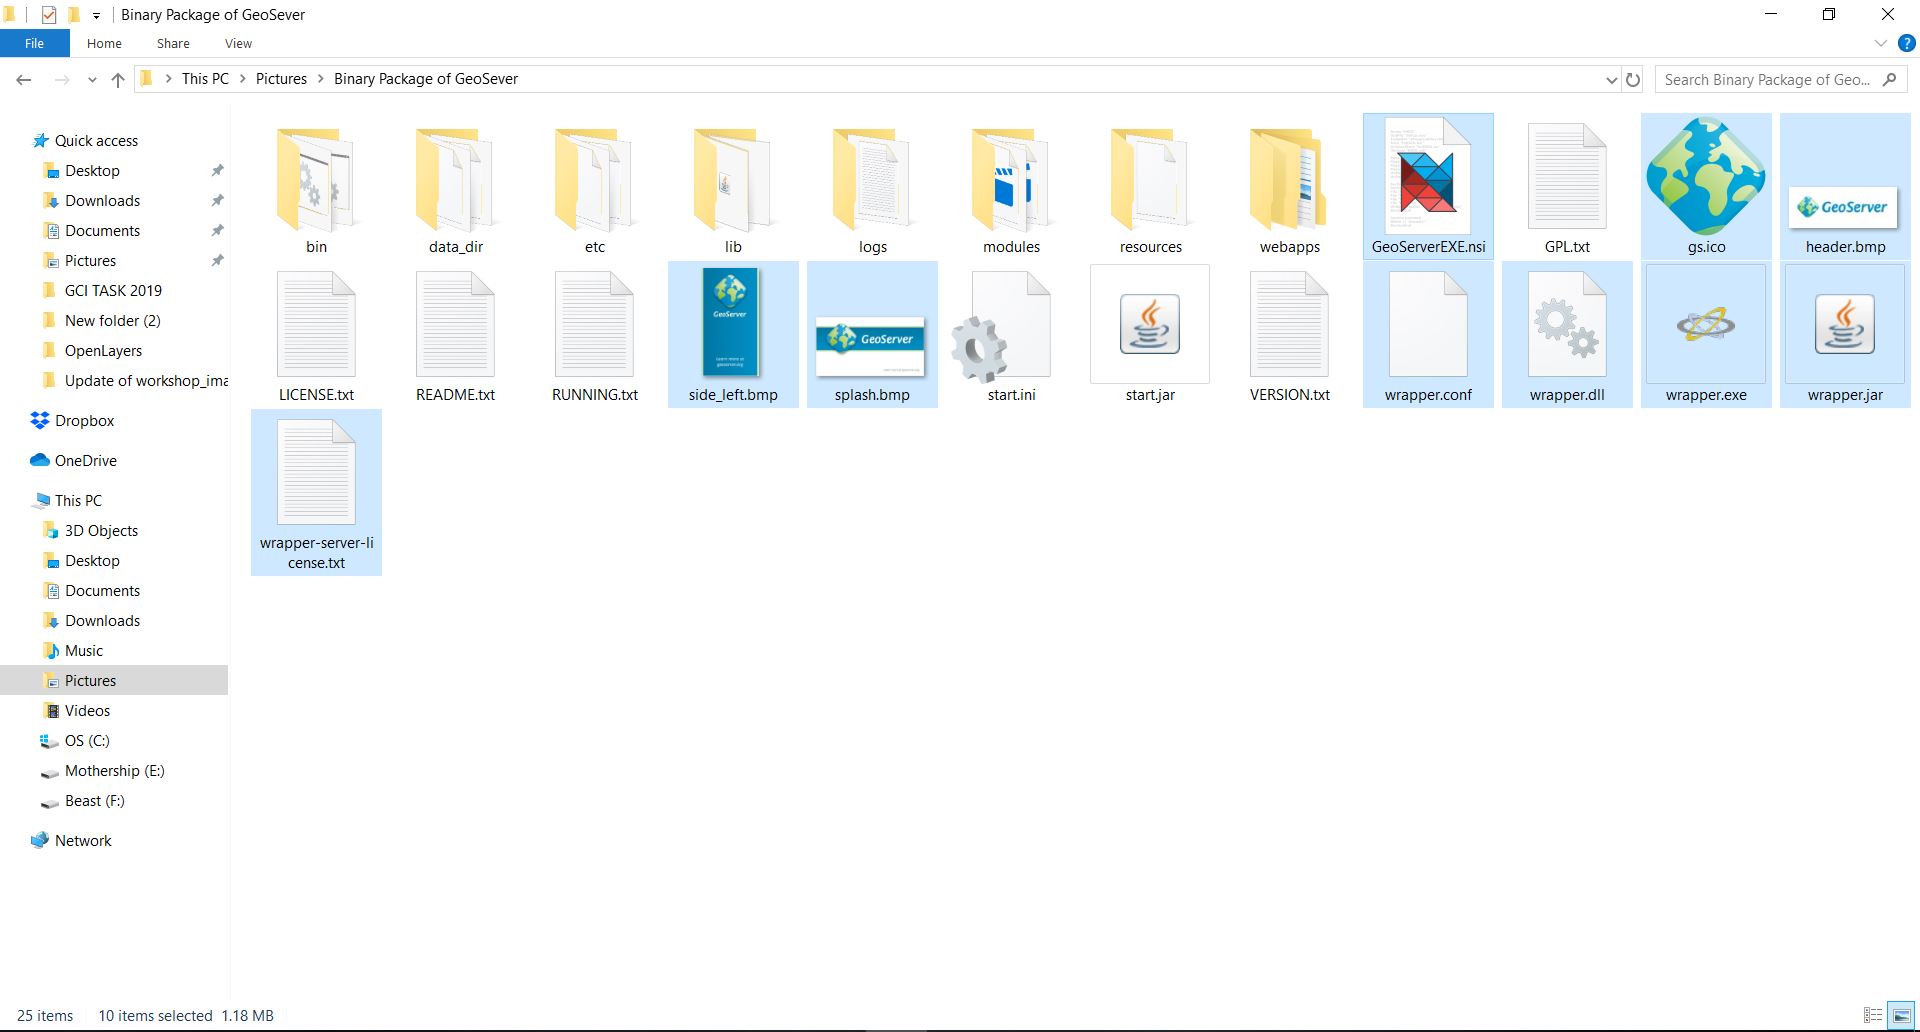 Binary Package of GeoSever
File Home Share View
This PC Pictures Binary Package of GeoSever
Search Binary Package of Geo...
Quick access
Desktop
Downloads
Documents
Pictures
GCI TASK 2019
New folder (2)
OpenLayers
Update of workshop_ima
Dropbox
OneDrive
This PC
3D Objects
Desktop
Documents
Downloads
Music
Pictures
Videos
OS (C:)
Mothership (E:)
Beast (F:)
Network
GeoServer
bin data_dir etc lib logs modules resources webapps GeoServerEXE.nsi GPL.txt gs.ico header.bmp
GeoServer
GeoServer
LICENSE.txt README.txt RUNNING.txt side_left.bmp splash.bmp start.ini start.jar VERSION.txt wrapper.conf wrapper.dll wrapper.exe wrapper.jar
wrapper-server-li
cense.txt
25 items 10 items selected 1.18 MB